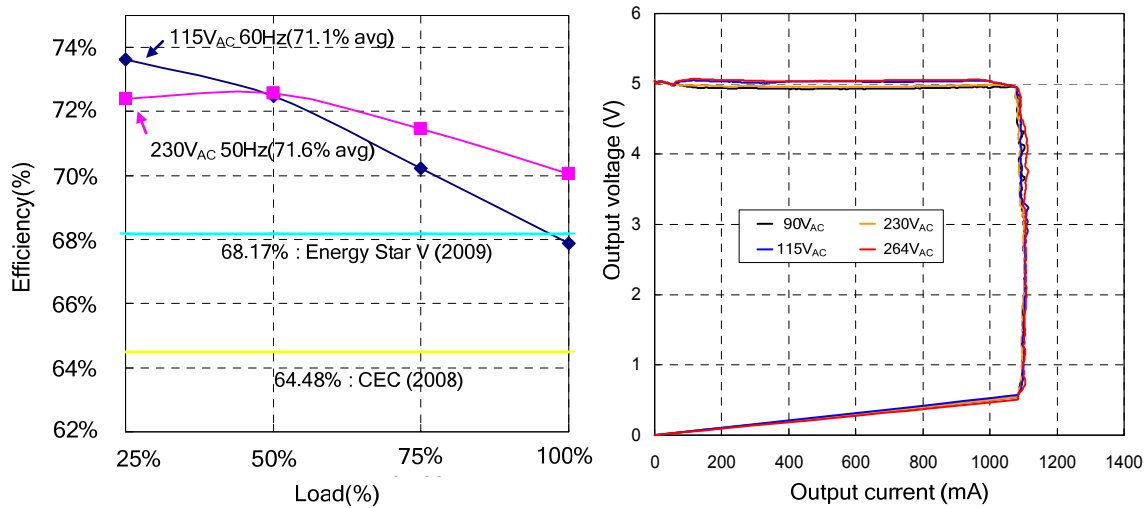 74%
72%
70%
68%
66%
64%
62%
Efficiency(%)
115VAC 60Hz(71.1% avg)
230VAC 50Hz(71.6% avg)
68.17% : Energy Star V (2009)
64.48% : CEC (2008)
25%
50%
75%
100%
Load(%)
6
5
4
3
2
1
0
Output voltage (V)
90VAC
230VAC
115VAC
264VAC
0
200
400
600
800
1000
1200
1400
Output current (mA)